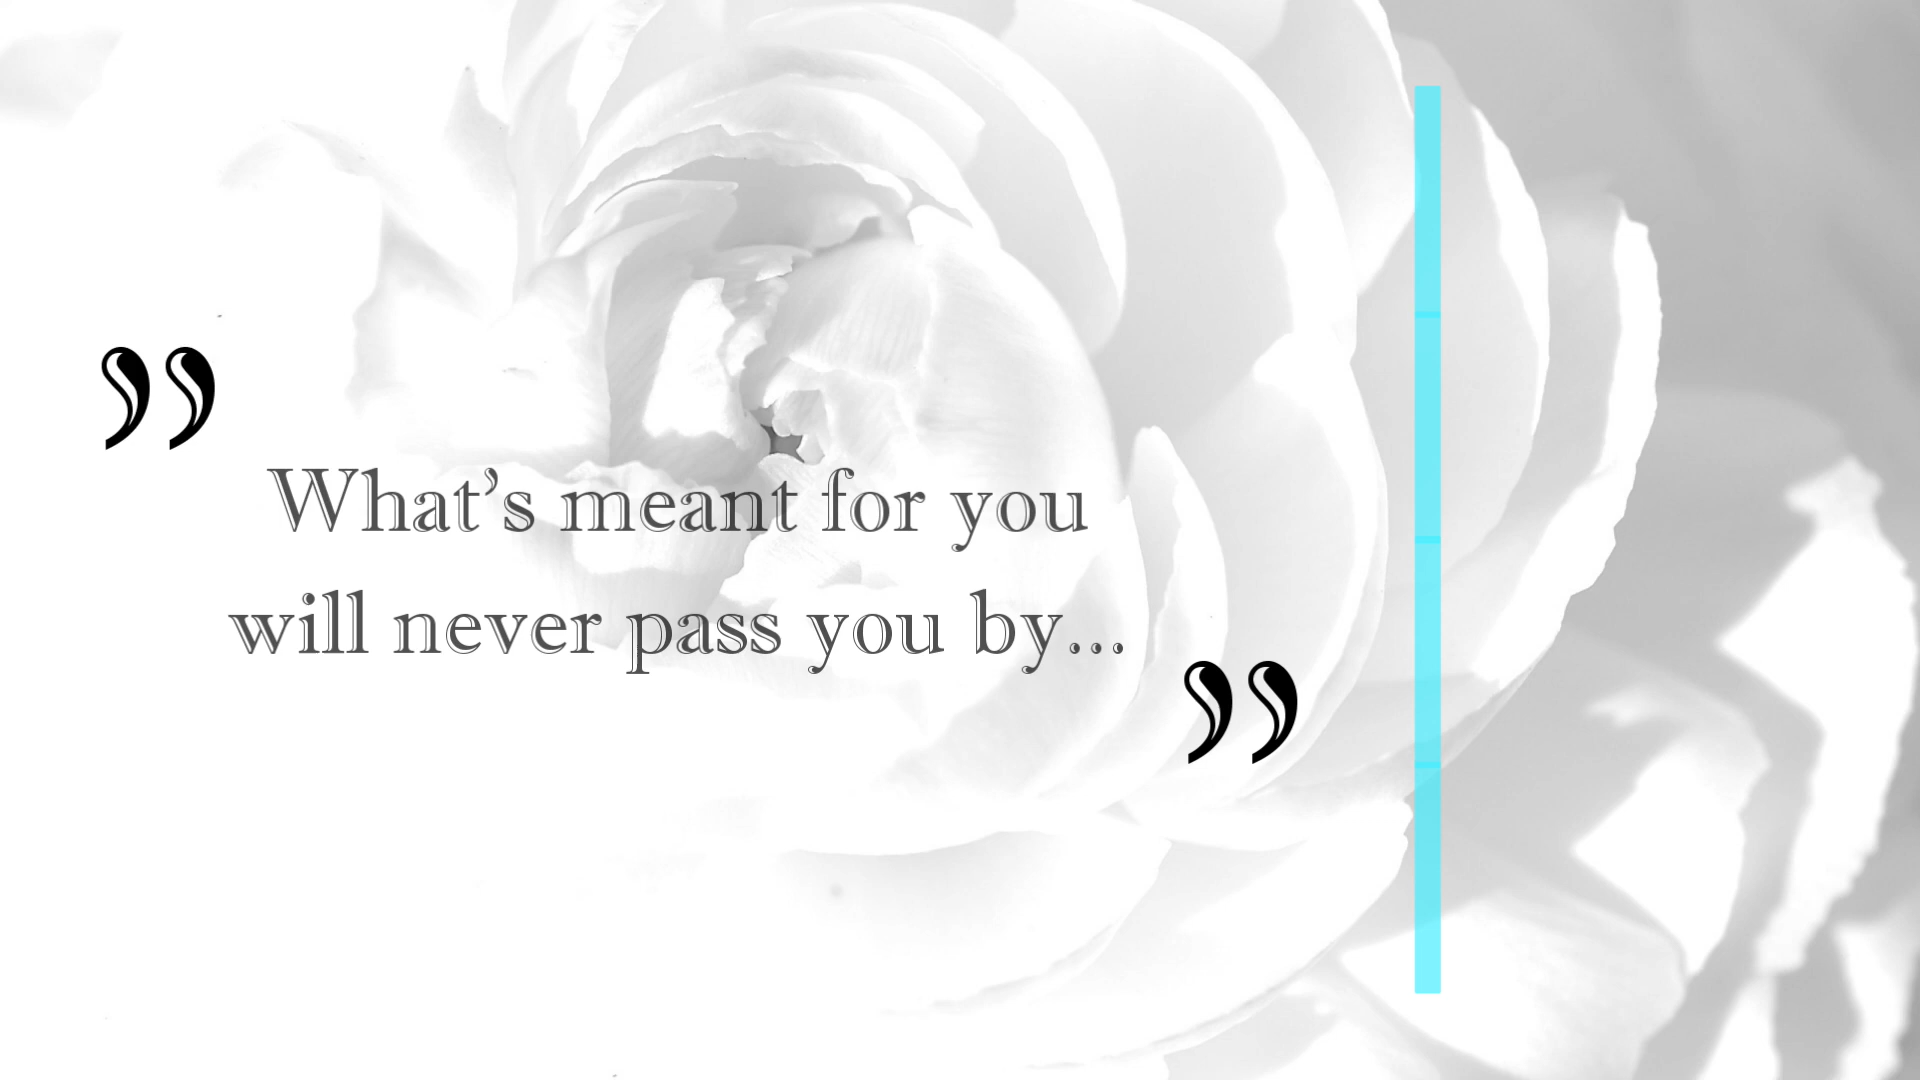 ”
What’s meant for you
will never pass you by...
”